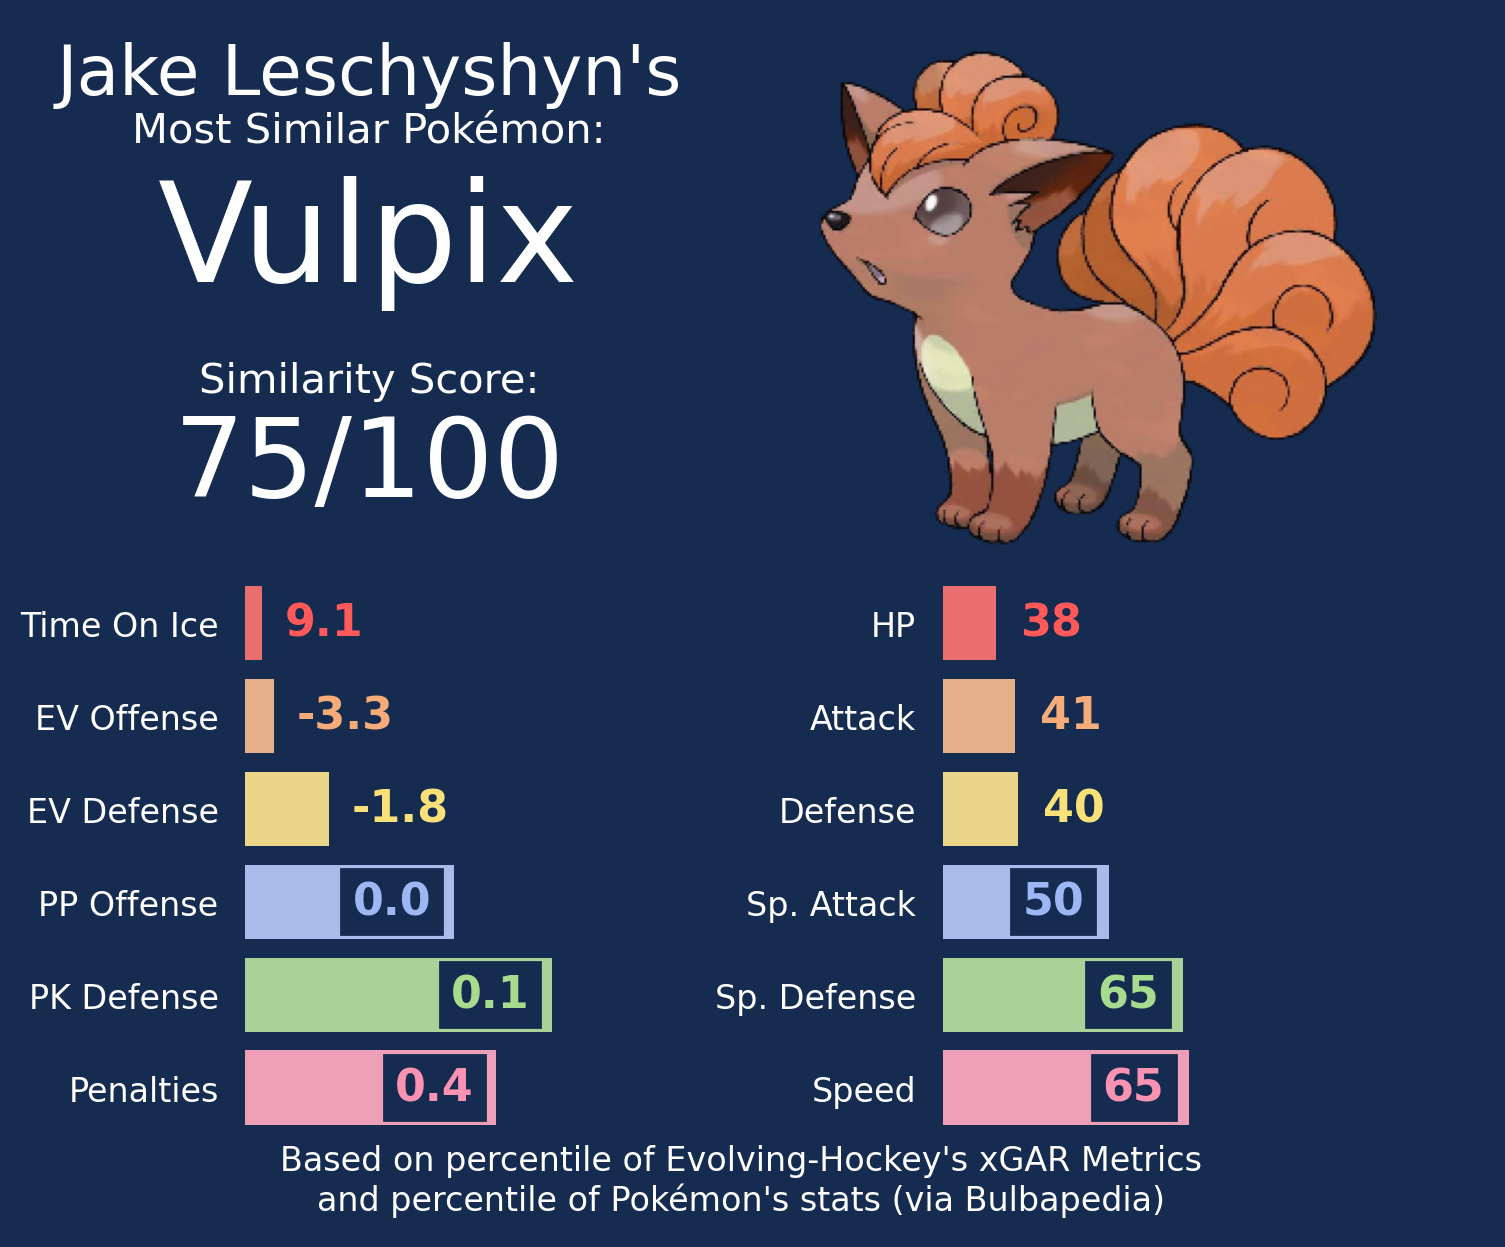 Jake Leschyshyn's
Most Similar Pokémon:
Vulpix
Similarity Score:
75/100
Time On Ice 9.1
EV Offense -3.3
EV Defense -1.8
PP Offense 0.0
PK Defense 0.1
Penalties 0.4
HP 38
Attack 41
Defense 40
Sp. Attack 50
Sp. Defense 65
Speed 65
Based on percentile of Evolving-Hockey's xGAR Metrics
and percentile of Pokémon's stats (via Bulbapedia)